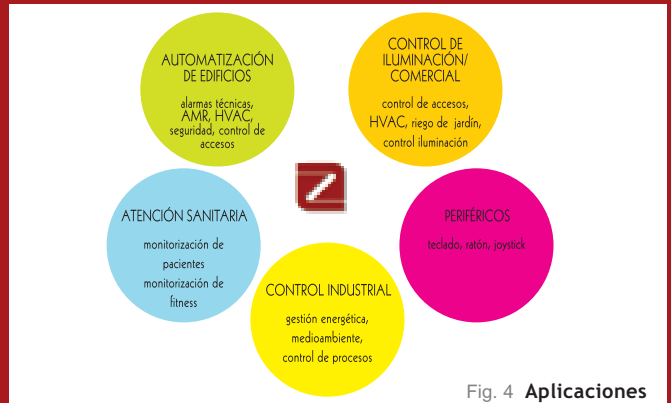 AUTOMATIZACIÓN
DE EDIFICIOS
alarmas técnicas,
AMR, HVAC,
seguridad, control de
accesos
CONTROL DE
ILUMINACIÓN/
COMERCIAL
control de accesos,
HVAC, riego de jardín,
control iluminación
ATENCIÓN SANITARIA
monitorización de
pacientes
monitorización de
fitness
PERIFÉRICOS
teclado, ratón, joystick
CONTROL INDUSTRIAL
gestión energética,
medioambiente,
control de procesos
Fig. 4 Aplicaciones